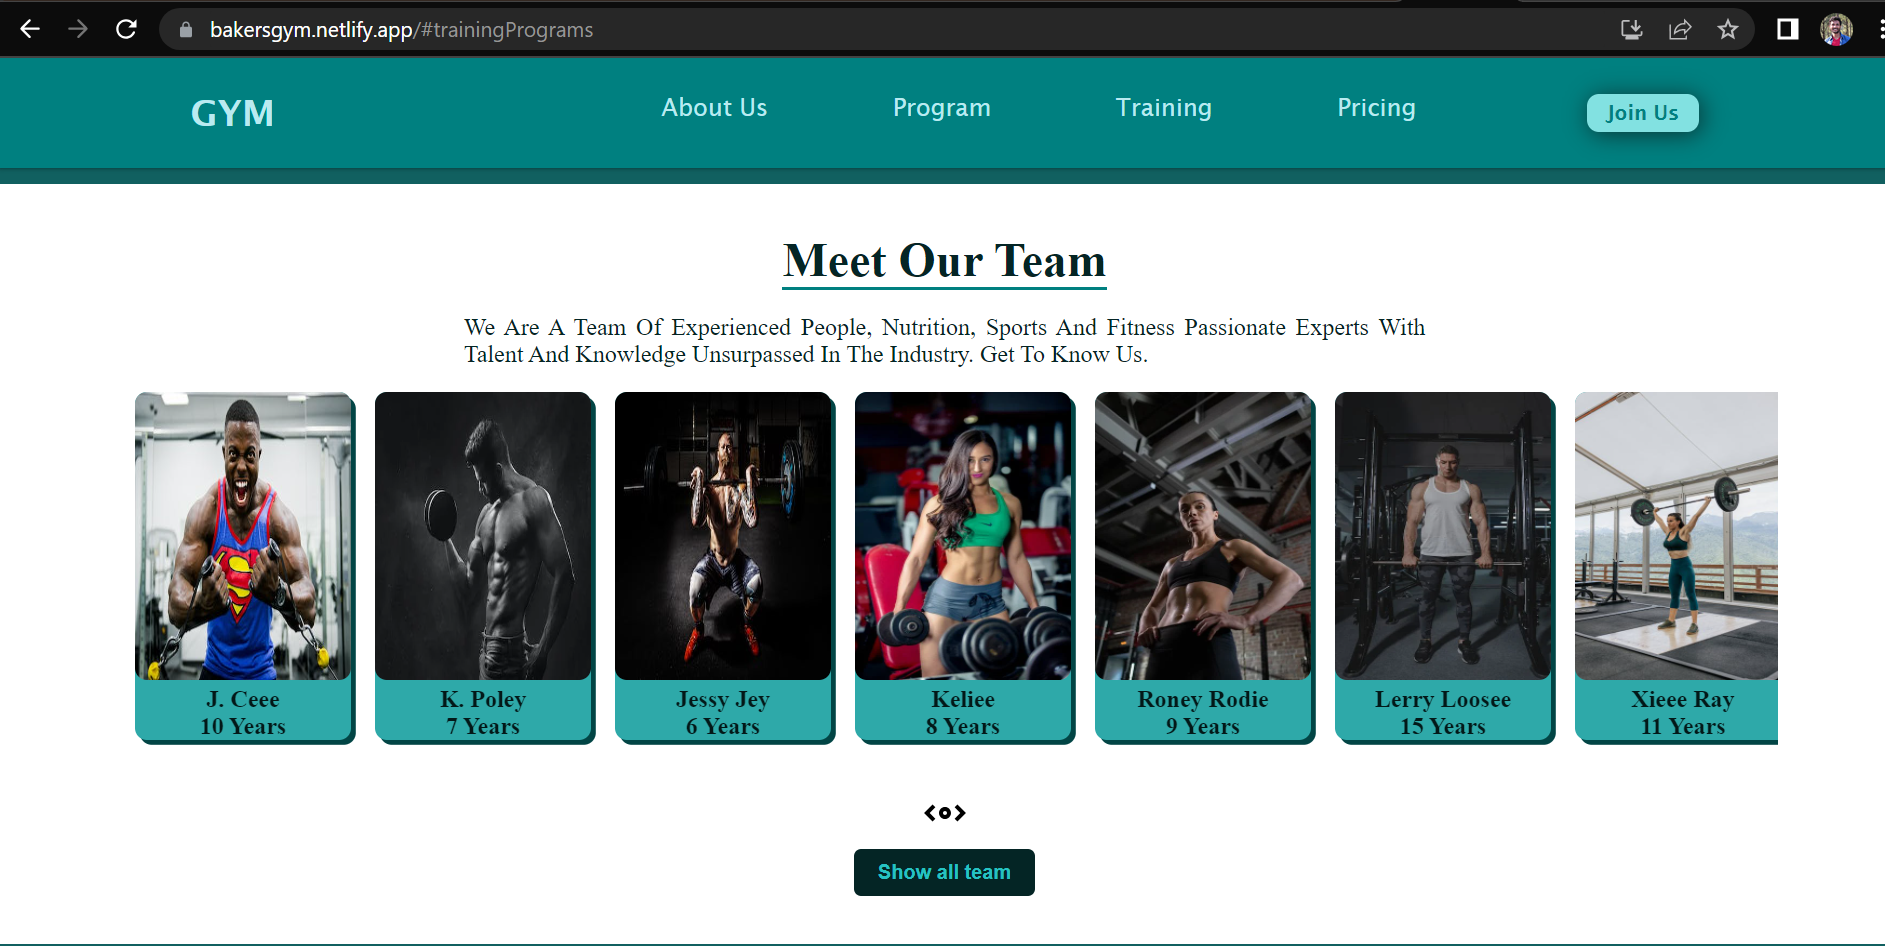 bakersgym.netlify.app/#trainingPrograms
GYM
About Us
Program
Training
Pricing
Join Us
Meet Our Team
We Are A Team Of Experienced People, Nutrition, Sports And Fitness Passionate Experts With
Talent And Knowledge Unsurpassed In The Industry. Get To Know Us.
J. Ceee
10 Years
K. Poley
7 Years
Jessy Jey
6 Years
Keliee
8 Years
Roney Rodie
9 Years
Lerry Loosee
15 Years
Xieee Ray
11 Years
Show all team